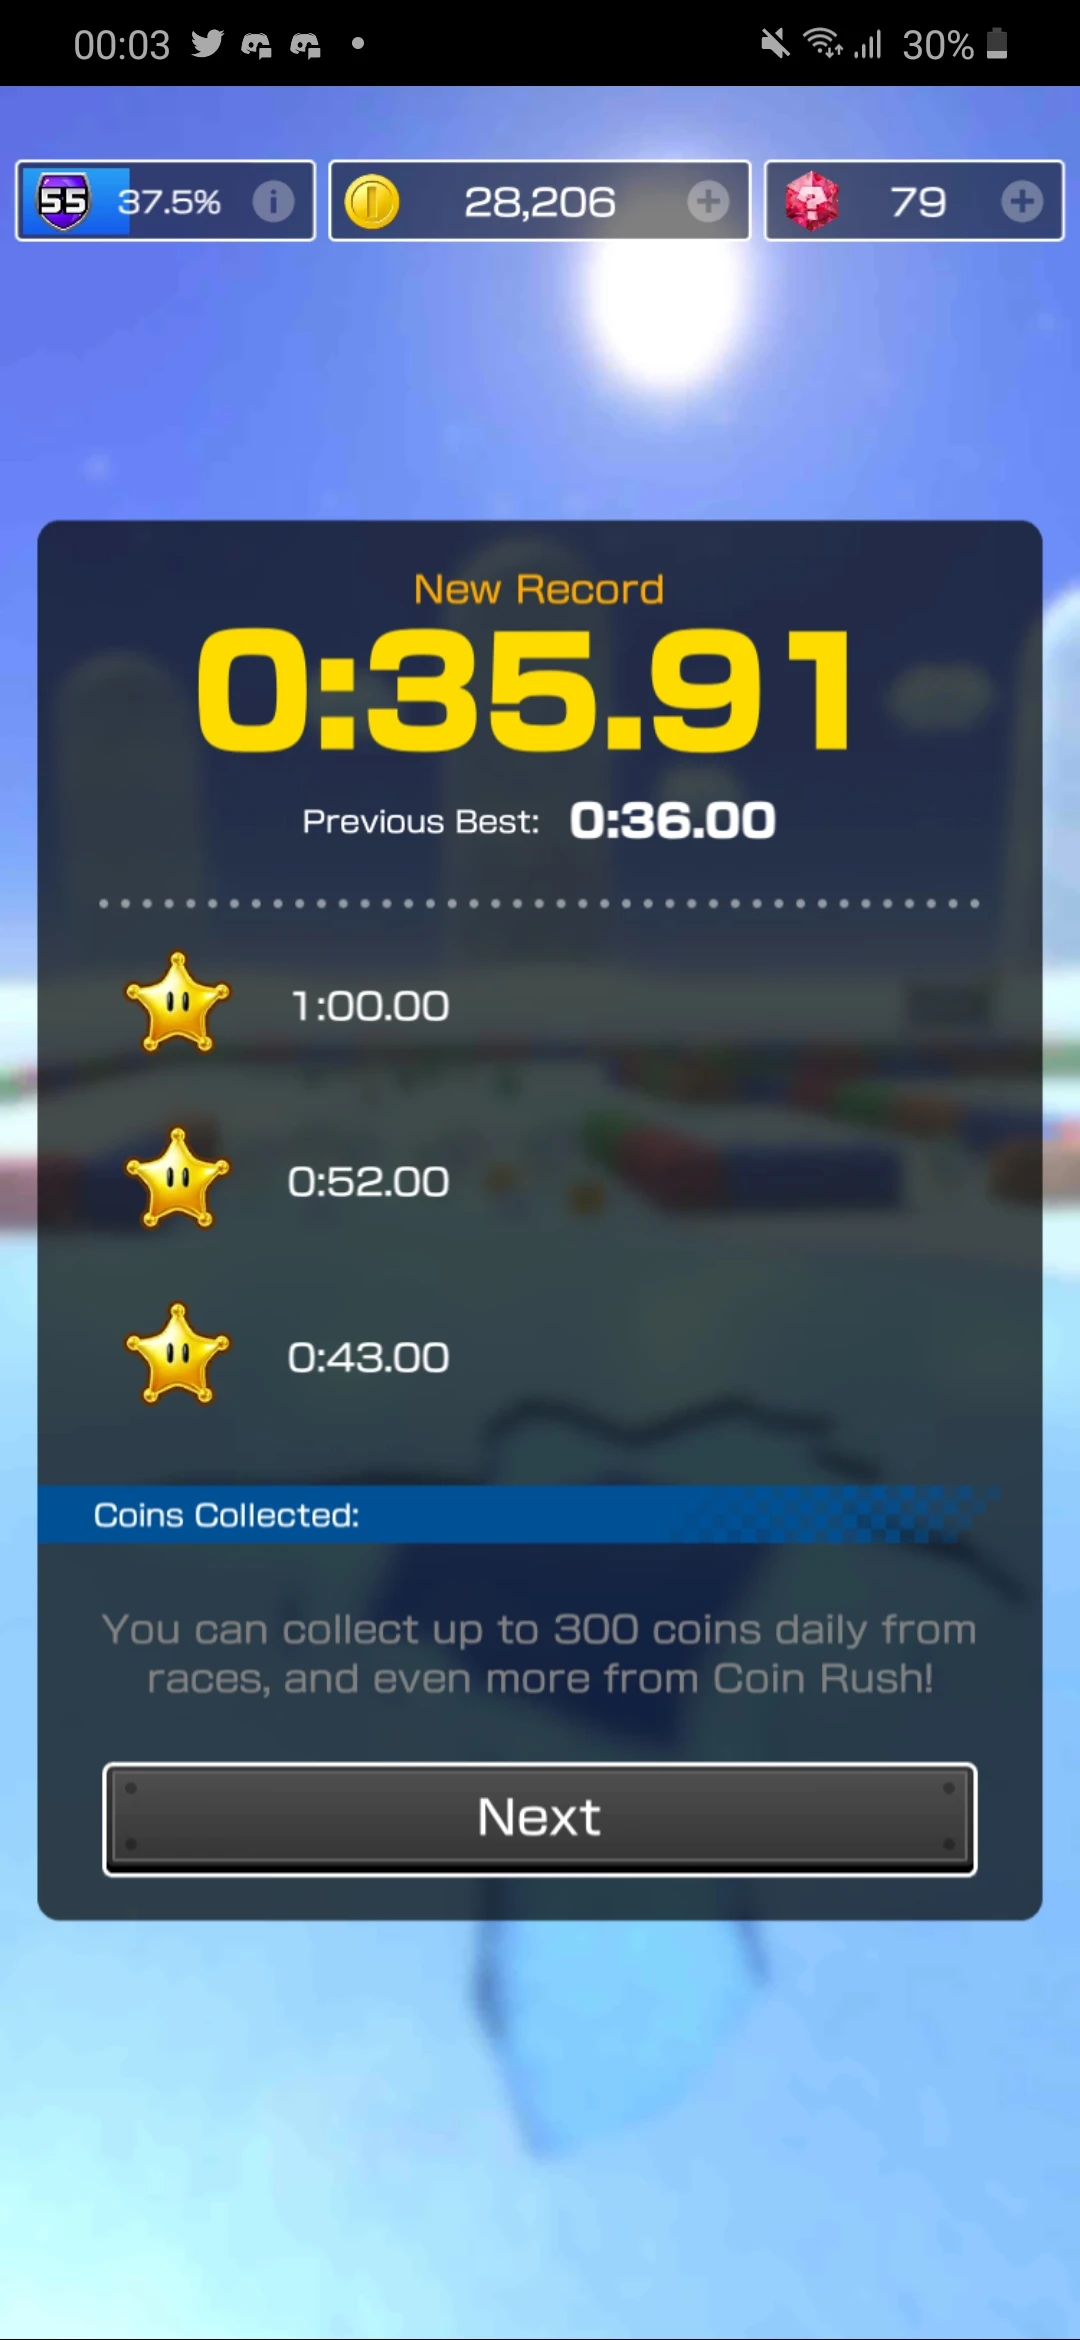 00:03 30%
55 37.5% 28,206 79
New Record
0:35.91
Previous Best: 0:36.00
1:00.00
0:52.00
0:43.00
Coins Collected:
You can collect up to 300 coins daily from
races, and even more from Coin Rush!
Next